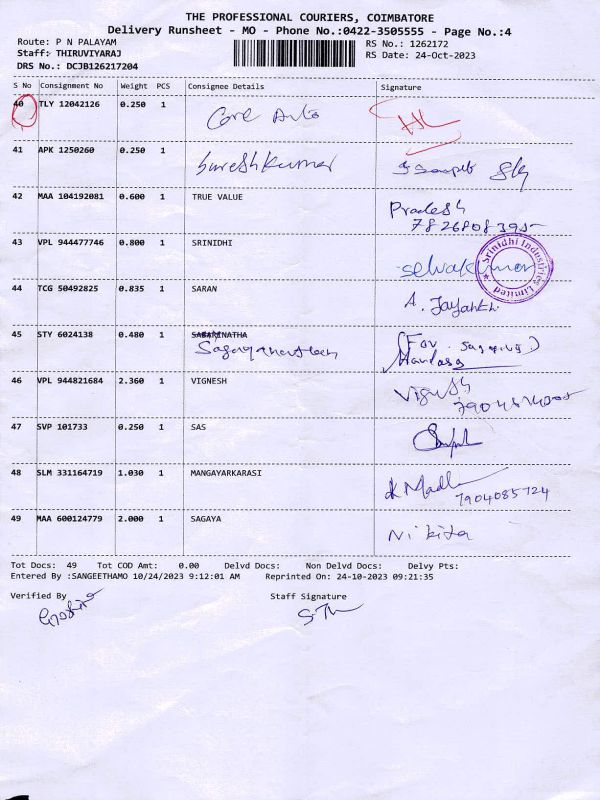 THE PROFESSIONAL COURIERS, COIMBATORE
Delivery Runsheet - MO - Phone No.:0422-3505555 - Page No.:4
Route: P N PALAYAM
Staff: THIRUVIYARAJ
DRS No.: DCJB126217204
RS No.: 1262172
RS Date: 24-Oct-2023
S No Consignment No Weight PCS Consignee Details Signature
40 TLY 12042126 0.250 1 Core Auto
41 APK 1250260 0.250 1 Sureshkumar
42 MAA 104192081 0.600 1 TRUE VALUE Pradesh
43 VPL 944477746 0.800 1 SRINIDHI Selvakumar
Srinidhi Industries Limited
44 TCG 50492825 0.835 1 SARAN A. Jayanth
45 STY 6024138 0.480 1
46 VPL 944821684 2.360 1 VIGNESH Vignesh
47 SVP 101733 0.250 1 SAS
48 SLM 331164719 1.030 1 MANGAYARKARASI
7904085724
49 MAA 600124779 2.000 1 SAGAYA Nikita
Tot Docs: 49 Tot COD Amt: 0.00 Delvd Docs: Non Delvd Docs: Delvy Pts:
Entered By :SANGEETHAMO 10/24/2023 9:12:01 AM Reprinted On: 24-10-2023 09:21:35
Verified By Staff Signature